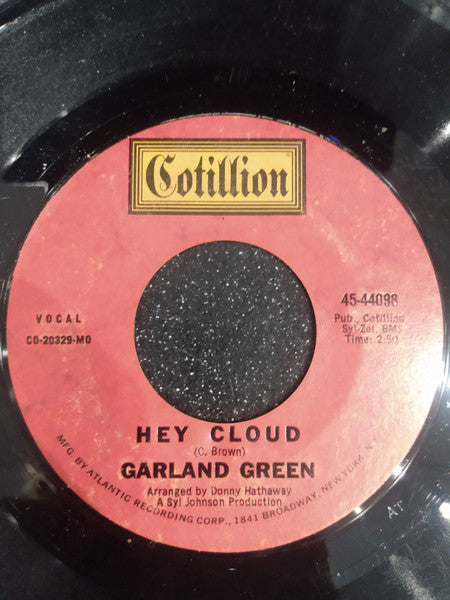 Cotillion
45-44098
VOCAL
Pub., Cotillion
Syl-Zel, BMI
CO-20329-MO
Time: 2:50
HEY CLOUD
(C. Brown)
GARLAND GREEN
Arranged by Donny Hathaway
A Syl Johnson Production
MFG. BY ATLANTIC RECORDING CORP., 1841 BROADWAY, NEW YORK, N.Y.
AT